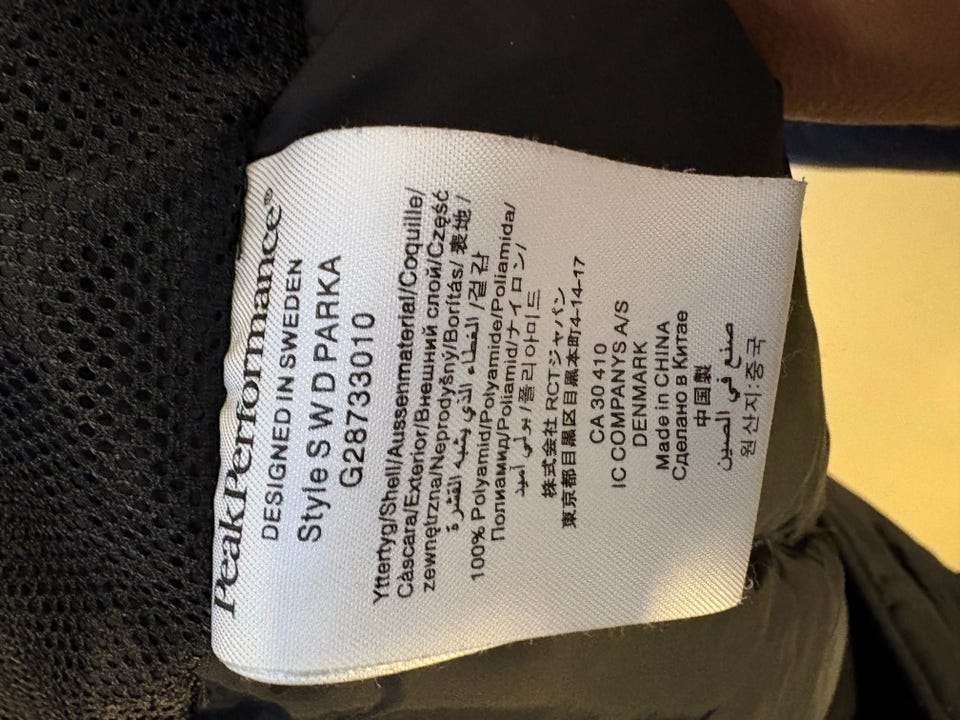 PeakPerformance®
DESIGNED IN SWEDEN
Style S W D PARKA
G28733010
Yttertyg/Shell/Aussenmaterial/Coquille/
Càscara/Exterior/Внешний слой/Część
zewnętrzna/Neprodyšný/Borítás/表地/
الغطاء الذي يشبه القشرة/겉감
100% Polyamid/Polyamide/Poliamida/
Полиамид/Poliamid/ナイロン/
بولي أميد/폴리아미드
株式会社 RCTジャパン
東京都目黒区目黒本町4-14-17
CA 30 410
IC COMPANYS A/S
DENMARK
Made in CHINA
Сделано в Китае
中国製
صنع في الصين
원산지:중국